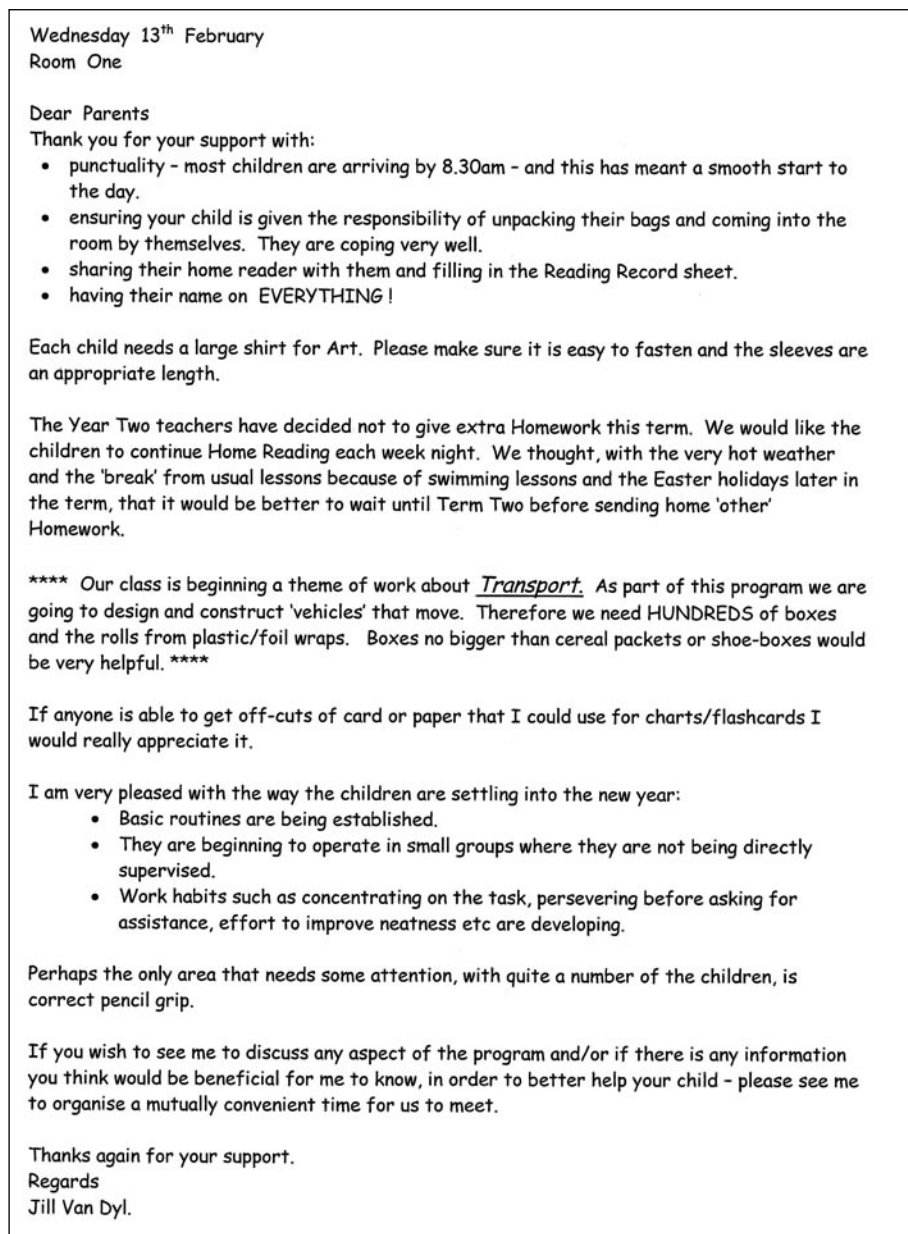 Wednesday 13th February
Room One
Dear Parents
Thank you for your support with:
• punctuality – most children are arriving by 8.30am – and this has meant a smooth start to
the day.
• ensuring your child is given the responsibility of unpacking their bags and coming into the
room by themselves. They are coping very well.
• sharing their home reader with them and filling in the Reading Record sheet.
• having their name on EVERYTHING !
Each child needs a large shirt for Art. Please make sure it is easy to fasten and the sleeves are
an appropriate length.
The Year Two teachers have decided not to give extra Homework this term. We would like the
children to continue Home Reading each week night. We thought, with the very hot weather
and the 'break' from usual lessons because of swimming lessons and the Easter holidays later in
the term, that it would be better to wait until Term Two before sending home 'other'
Homework.
**** Our class is beginning a theme of work about Transport. As part of this program we are
going to design and construct 'vehicles' that move. Therefore we need HUNDREDS of boxes
and the rolls from plastic/foil wraps. Boxes no bigger than cereal packets or shoe-boxes would
be very helpful. ****
If anyone is able to get off-cuts of card or paper that I could use for charts/flashcards I
would really appreciate it.
I am very pleased with the way the children are settling into the new year:
• Basic routines are being established.
• They are beginning to operate in small groups where they are not being directly
supervised.
• Work habits such as concentrating on the task, persevering before asking for
assistance, effort to improve neatness etc are developing.
Perhaps the only area that needs some attention, with quite a number of the children, is
correct pencil grip.
If you wish to see me to discuss any aspect of the program and/or if there is any information
you think would be beneficial for me to know, in order to better help your child – please see me
to organise a mutually convenient time for us to meet.
Thanks again for your support.
Regards
Jill Van Dyl.